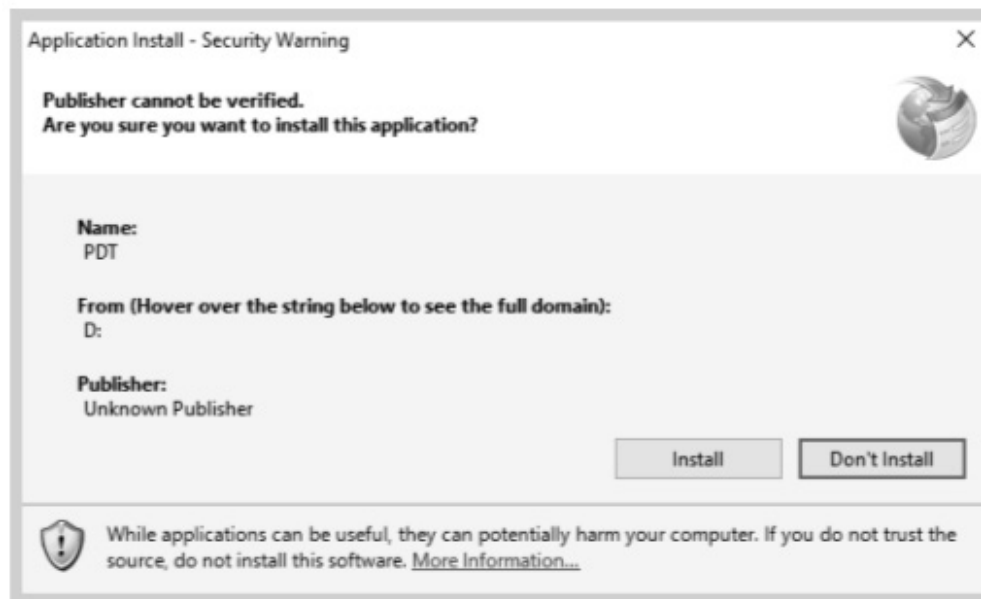 Application Install - Security Warning
Publisher cannot be verified.
Are you sure you want to install this application?
Name:
PDT
From (Hover over the string below to see the full domain):
D:
Publisher:
Unknown Publisher
Install
Don't Install
While applications can be useful, they can potentially harm your computer. If you do not trust the
source, do not install this software. More Information...